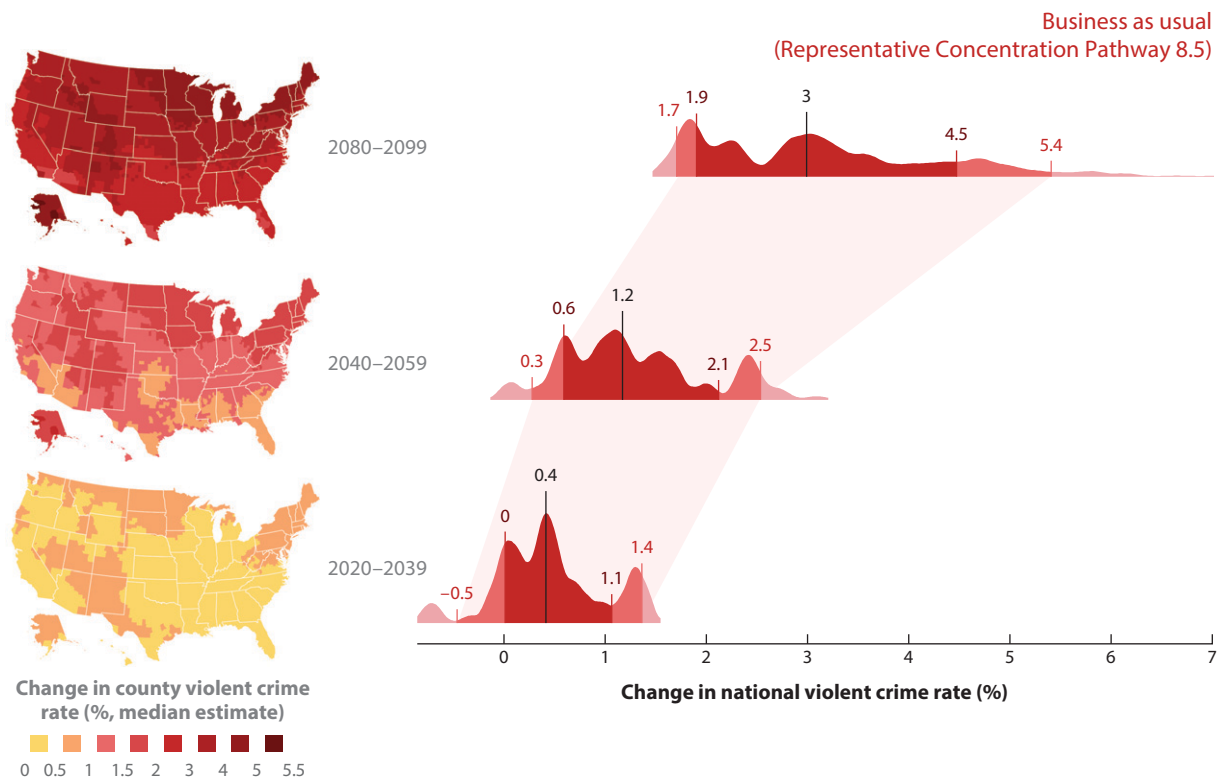 Business as usual
(Representative Concentration Pathway 8.5)
1.7
1.9
3
4.5
5.4
2080–2099
0.3
0.6
1.2
2.1
2.5
2040–2059
−0.5
0
0.4
1.1
1.4
2020–2039
0 1 2 3 4 5 6 7
Change in national violent crime rate (%)
Change in county violent crime
rate (%, median estimate)
0 0.5 1 1.5 2 3 4 5 5.5